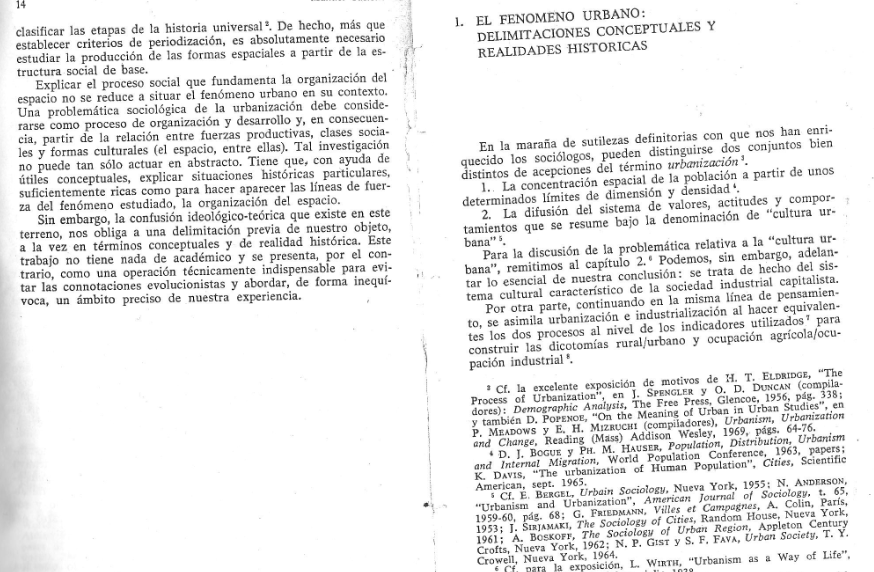 14
clasificar las etapas de la historia universal ². De hecho, más que
establecer criterios de periodización, es absolutamente necesario
estudiar la producción de las formas espaciales a partir de la es-
tructura social de base.
Explicar el proceso social que fundamenta la organización del
espacio no se reduce a situar el fenómeno urbano en su contexto.
Una problemática sociológica de la urbanización debe conside-
rarse como proceso de organización y desarrollo y, en consecuen-
cia, partir de la relación entre fuerzas productivas, clases socia-
les y formas culturales (el espacio, entre ellas). Tal investigación
no puede tan sólo actuar en abstracto. Tiene que, con ayuda de
útiles conceptuales, explicar situaciones históricas particulares,
suficientemente ricas como para hacer aparecer las líneas de fuer-
za del fenómeno estudiado, la organización del espacio.
Sin embargo, la confusión ideológico-teórica que existe en este
terreno, nos obliga a una delimitación previa de nuestro objeto,
a la vez en términos conceptuales y de realidad histórica. Este
trabajo no tiene nada de académico y se presenta, por el con-
trario, como una operación técnicamente indispensable para evi-
tar las connotaciones evolucionistas y abordar, de forma inequí-
voca, un ámbito preciso de nuestra experiencia.
1. EL FENOMENO URBANO:
DELIMITACIONES CONCEPTUALES Y
REALIDADES HISTORICAS
En la maraña de sutilezas definitorias con que nos han enri-
quecido los sociólogos, pueden distinguirse dos conjuntos bien
distintos de acepciones del término urbanización ³.
1. La concentración espacial de la población a partir de unos
determinados límites de dimensión y densidad ⁴.
2. La difusión del sistema de valores, actitudes y compor-
tamientos que se resume bajo la denominación de "cultura ur-
bana" ⁵.
Para la discusión de la problemática relativa a la "cultura ur-
bana", remitimos al capítulo 2. ⁶ Podemos, sin embargo, adelan-
tar lo esencial de nuestra conclusión: se trata de hecho del sis-
tema cultural característico de la sociedad industrial capitalista.
Por otra parte, continuando en la misma línea de pensamien-
to, se asimila urbanización e industrialización al hacer equivalen-
tes los dos procesos al nivel de los indicadores utilizados ⁷ para
construir las dicotomías rural/urbano y ocupación agrícola/ocu-
pación industrial ⁸.
³ Cf. la excelente exposición de motivos de H. T. ELDRIDGE, "The
Process of Urbanization", en J. SPENGLER y O. D. DUNCAN (compila-
dores): Demographic Analysis, The Free Press, Glencoe, 1956, pág. 338;
y también D. POPENOE, "On the Meaning of Urban in Urban Studies", en
P. MEADOWS y E. H. MIZRUCHI (compiladores), Urbanism, Urbanization
and Change, Reading (Mass) Addison Wesley, 1969, págs. 64-76.
⁴ D. J. BOGUE y PH. M. HAUSER, Population, Distribution, Urbanism
and Internal Migration, World Population Conference, 1963, papers;
K. DAVIS, "The urbanization of Human Population", Cities, Scientific
American, sept. 1965.
⁵ Cf. E. BERGEL, Urbain Sociology, Nueva York, 1955; N. ANDERSON,
"Urbanism and Urbanization", American Journal of Sociology, t. 65,
1959-60, pág. 68; G. FRIEDMANN, Villes et Campagnes, A. Colin, París,
1953; J. SIRJAMAKI, The Sociology of Cities, Random House, Nueva York,
1961; A. BOSKOFF, The Sociology of Urban Region, Appleton Century
Crofts, Nueva York, 1962; N. P. GIST y S. F. FAVA, Urban Society, T. Y.
Crowell, Nueva York, 1964.
⁶ Cf. para la exposición, L. WIRTH, "Urbanism as a Way of Life",